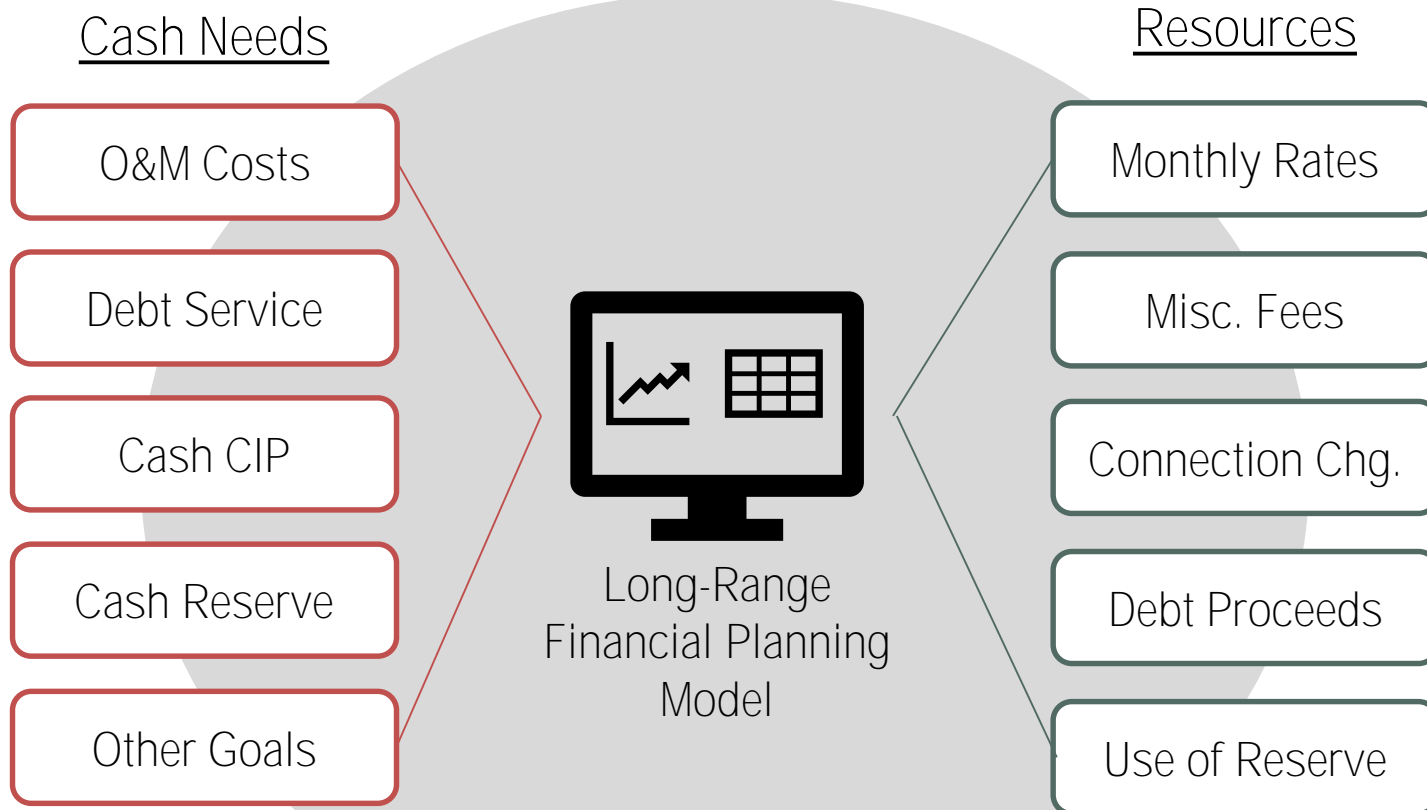 Cash Needs
O&M Costs
Debt Service
Cash CIP
Cash Reserve
Other Goals
Long-Range
Financial Planning
Model
Resources
Monthly Rates
Misc. Fees
Connection Chg.
Debt Proceeds
Use of Reserve